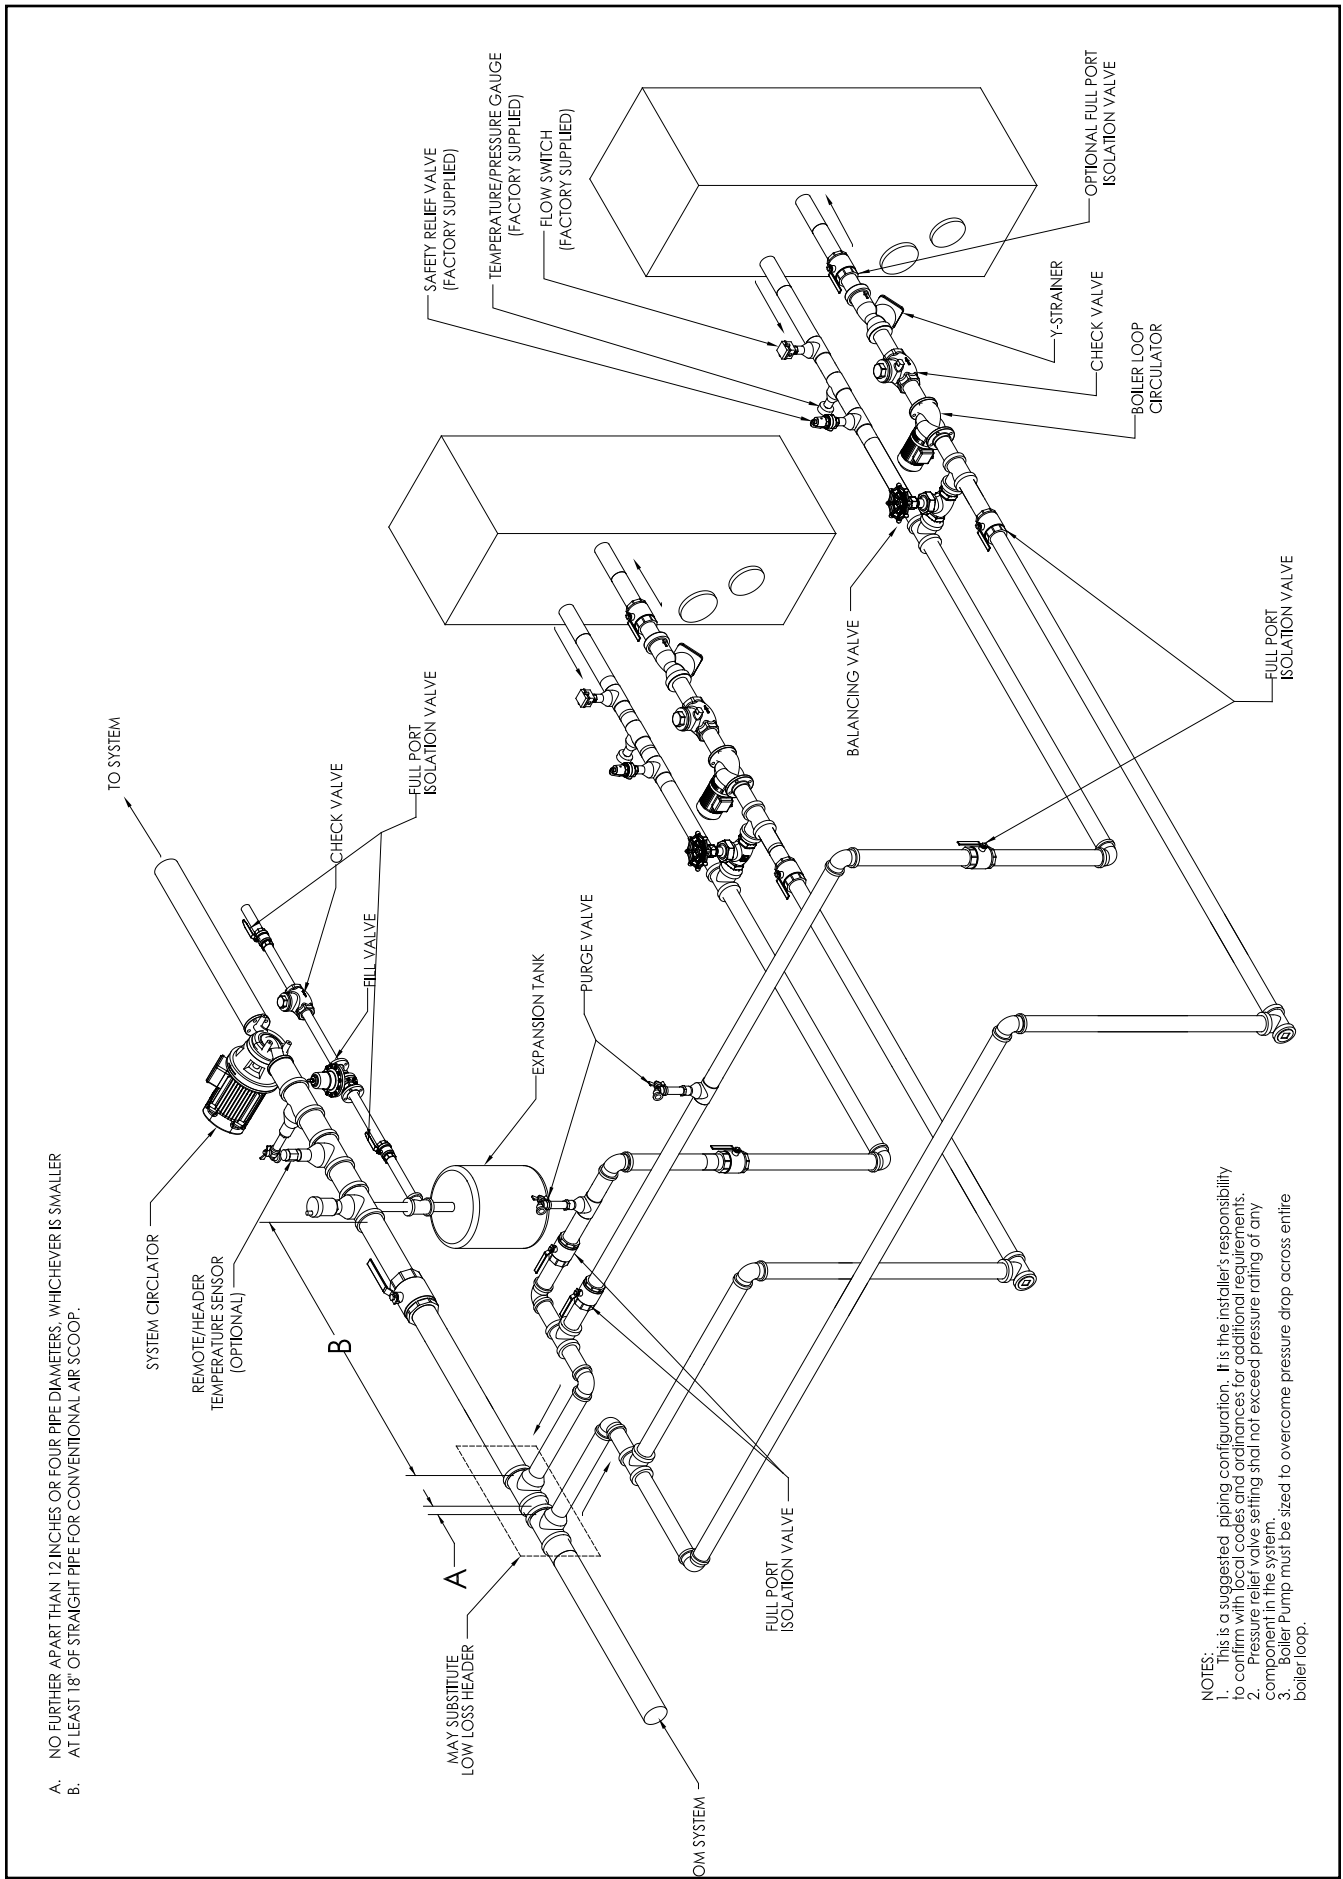 A. NO FURTHER APART THAN 12 INCHES OR FOUR PIPE DIAMETERS, WHICHEVER IS SMALLER
B. AT LEAST 18" OF STRAIGHT PIPE FOR CONVENTIONAL AIR SCOOP.
TO SYSTEM
SYSTEM CIRCLATOR
REMOTE/HEADER
TEMPERATURE SENSOR
(OPTIONAL)
CHECK VALVE
FULL PORT
ISOLATION VALVE
FILL VALVE
B
EXPANSION TANK
PURGE VALVE
A
MAY SUBSTITUTE
LOW LOSS HEADER
OM SYSTEM
FULL PORT
ISOLATION VALVE
SAFETY RELIEF VALVE
(FACTORY SUPPLIED)
TEMPERATURE/PRESSURE GAUGE
(FACTORY SUPPLIED)
FLOW SWITCH
(FACTORY SUPPLIED)
BALANCING VALVE
OPTIONAL FULL PORT
ISOLATION VALVE
Y-STRAINER
CHECK VALVE
BOILER LOOP
CIRCULATOR
FULL PORT
ISOLATION VALVE
NOTES:
1. This is a suggested piping configuration. It is the installer's responsibility
to confirm with local codes and ordinances for additional requirements.
2. Pressure relief valve setting shal not exceed pressure rating of any
component in the system.
3. Boiler Pump must be sized to overcome pressure drop across entire
boiler loop.